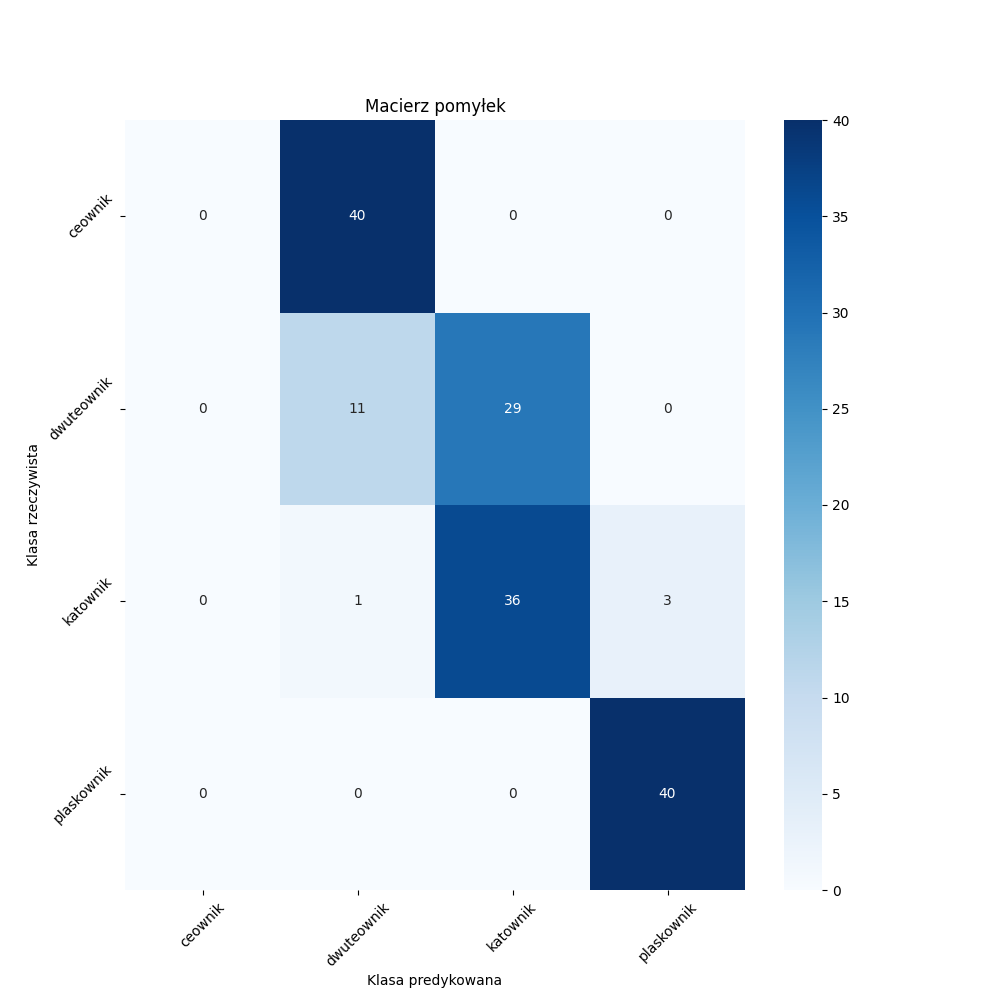 Macierz pomyłek
40
35
30
25
20
15
10
5
0
Klasa rzeczywista
ceownik
0 40 0 0
dwuteownik
0 11 29 0
katownik
0 1 36 3
plaskownik
0 0 0 40
ceownik dwuteownik katownik plaskownik
Klasa predykowana